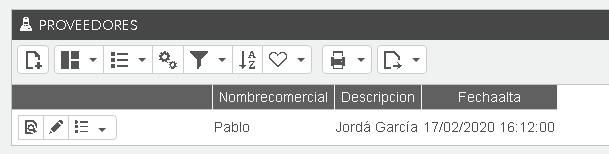 PROVEEDORES
Nombrecomercial Descripcion Fechaalta
Pablo Jordá García 17/02/2020 16:12:00